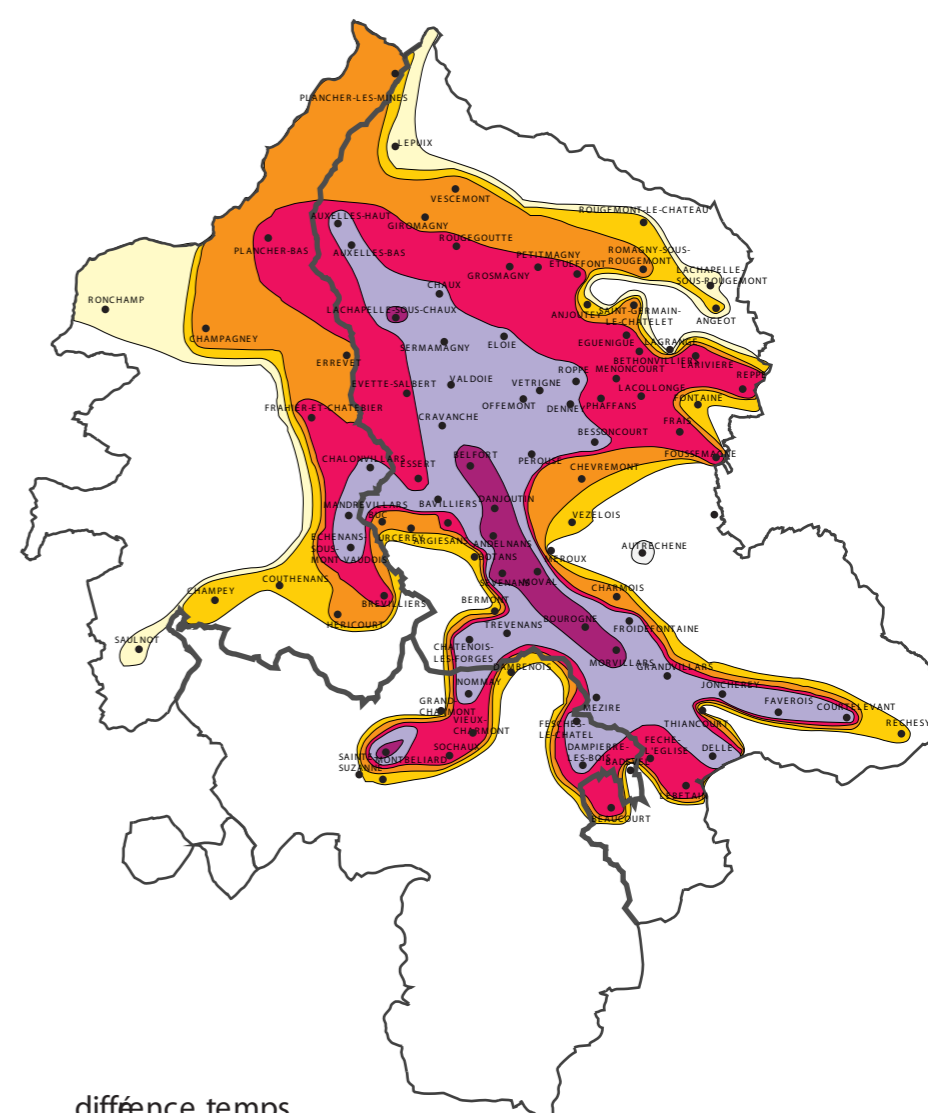 PLANCHER-LES-MINES
LEPUIX
VESCEMONT
ROUGEMONT-LE-CHATEAU
AUXELLES-HAUT
GIROMAGNY
ROUGEGOUTTE
PLANCHER-BAS
AUXELLES-BAS
PETITMAGNY
ROMAGNY-SOUS-
ROUGEMONT
ETUEFFONT
GROSMAGNY
LACHAPELLE-
SOUS-ROUGEMONT
CHAUX
RONCHAMP
LACHAPELLE-SOUS-CHAUX
ANJOUTEY
SAINT-GERMAIN-
LE-CHATELET
ANGEOT
CHAMPAGNEY
SERMAMAGNY
ELOIE
EGUENIGUE
LAGRANGE
BETHONVILLIERS
LARIVIERE
ERREVET
ROPPE
MENONCOURT
REPPE
EVETTE-SALBERT
VALDOIE
VETRIGNE
LACOLLONGE
FONTAINE
OFFEMONT
DENNEY
PHAFFANS
FRAHIER-ET-CHATEBIER
CRAVANCHE
FRAIS
BESSONCOURT
CHALONVILLARS
ESSERT
BELFORT
PEROUSE
CHEVREMONT
FOUSSEMAGNE
MANDREVILLARS
BAVILLIERS
DANJOUTIN
BUC
VEZELOIS
ECHENANS-
SOUS-
MONT-VAUDOIS
URCEREY
ARGIESANS
ANDELNANS
BOTANS
MEROUX
AUTRECHENE
SEVENANS
MOVAL
COUTHENANS
CHAMPEY
BREVILLIERS
BERMONT
CHARMOIS
HERICOURT
TREVENANS
BOUROGNE
FROIDEFONTAINE
SAULNOT
CHATENOIS-
LES-FORGES
MORVILLARS
DAMBENOIS
GRANDVILLARS
NOMMAY
JONCHEREY
GRAND-
CHARMONT
MEZIRE
FAVEROIS
COURTELEVANT
VIEUX-
CHARMONT
FESCHES-
LE-CHATEL
THIANCOURT
RECHESY
SOCHAUX
DAMPIERRE-
LES-BOIS
FECHE-
L'EGLISE
DELLE
SAINTE-
SUZANNE
MONTBELIARD
BADEVEL
LEBETAIN
BEAUCOURT
différence temps